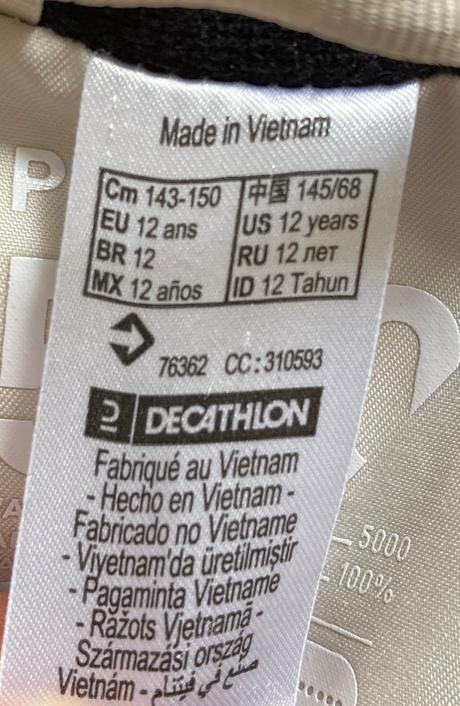 Made in Vietnam
Cm 143-150 中国 145/68
EU 12 ans US 12 years
BR 12 RU 12 лет
MX 12 años ID 12 Tahun
76362 CC:310593
DECATHLON
Fabriqué au Vietnam
- Hecho en Vietnam -
Fabricado no Vietname
- Viyetnam'da üretilmiştir
- Pagaminta Vietname
- Ražots Vjetnamā -
Származási ország
Vietnám - صنع في فيتنام
P
5000
100%